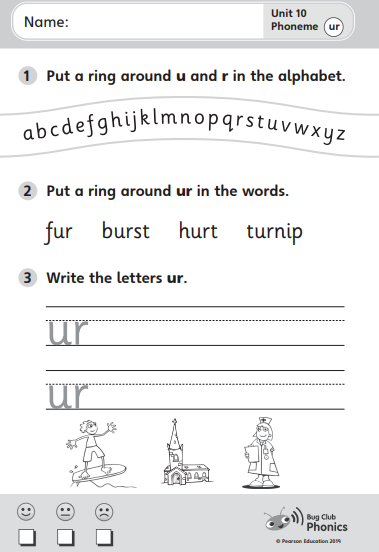 Name:
Unit 10
Phoneme ur
1 Put a ring around u and r in the alphabet.
abcdefghijklmnopqrstuvwxyz
2 Put a ring around ur in the words.
fur burst hurt turnip
3 Write the letters ur.
ur
ur
Bug Club
Phonics
© Pearson Education 2019